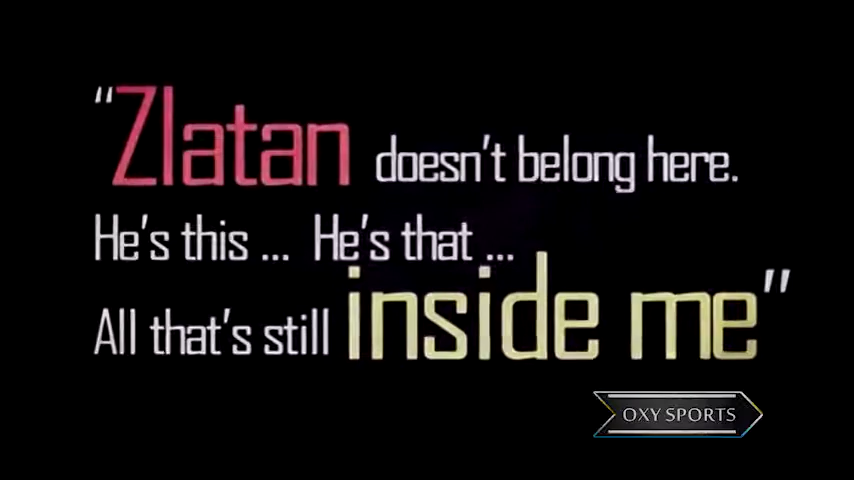 “Zlatan doesn't belong here.
He's this ... He's that ...
All that's still inside me”
OXY SPORTS